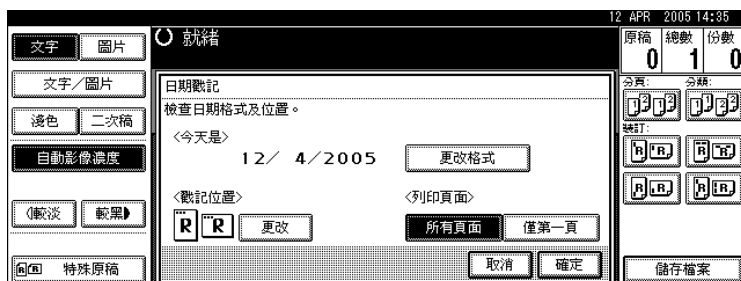 12 APR 2005 14:35
文字 圖片
就緒
原稿 總數 份數
0 1 0
文字／圖片
日期戳記
檢查日期格式及位置。
分頁: 分類:
淺色 二次稿
<今天是>
12/ 4/2005 更改格式
裝訂:
自動影像濃度
<戳記位置> <列印頁面>
較淡 較黑
R R 更改 所有頁面 僅第一頁
特殊原稿
取消 確定
儲存檔案